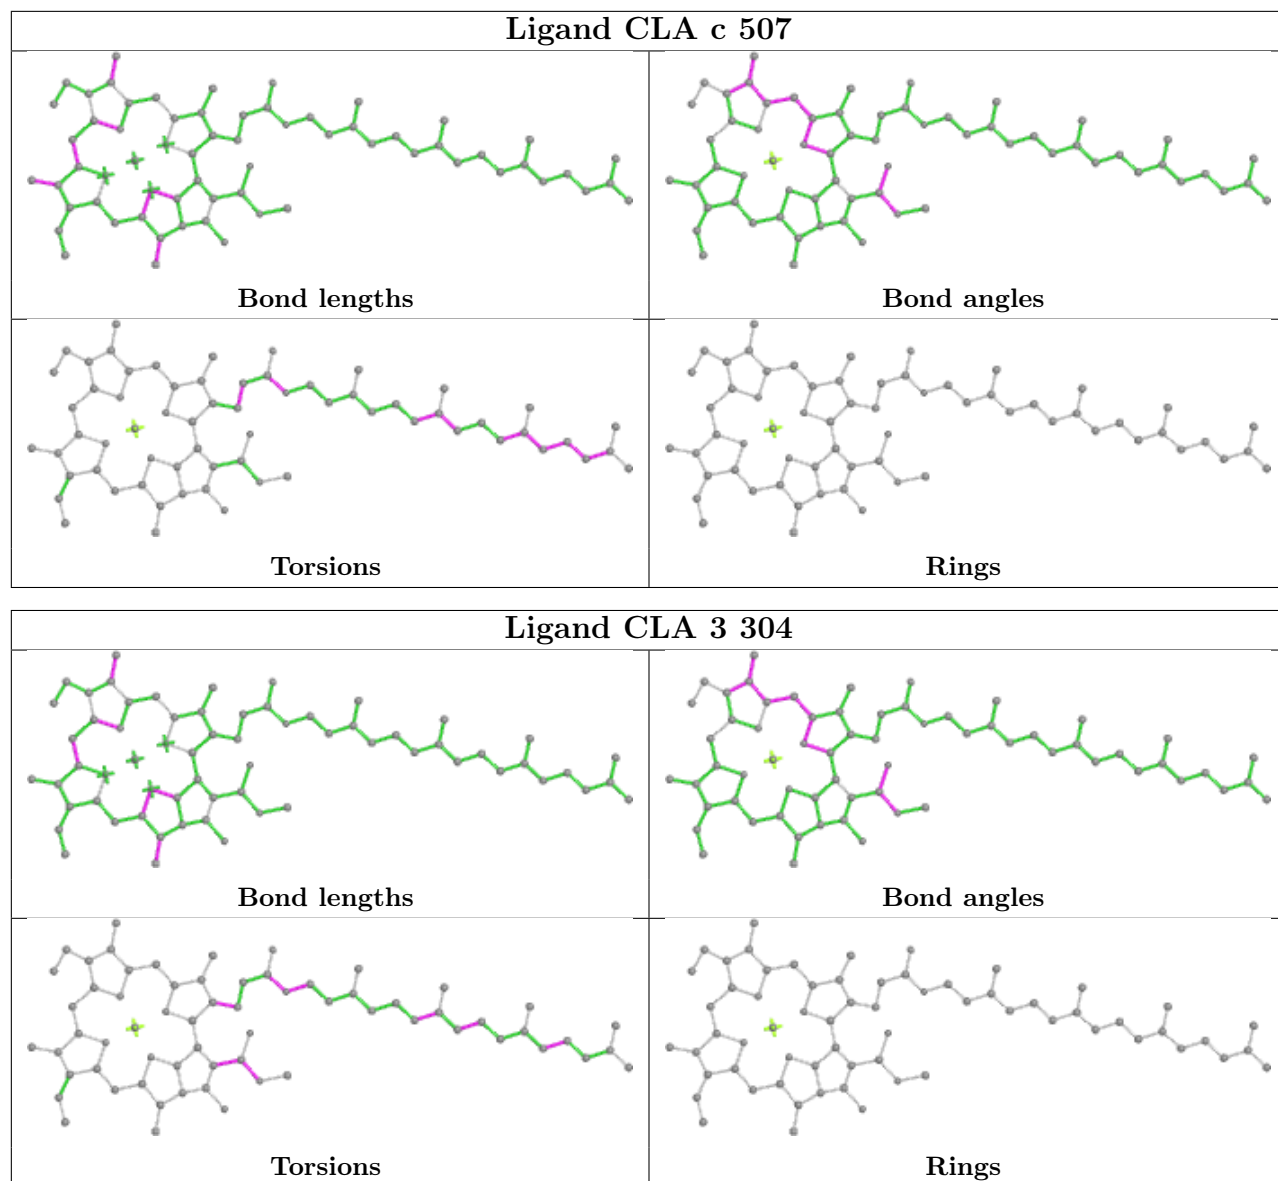 Ligand CLA c 507
Bond lengths
Bond angles
Torsions
Rings
Ligand CLA 3 304
Bond lengths
Bond angles
Torsions
Rings